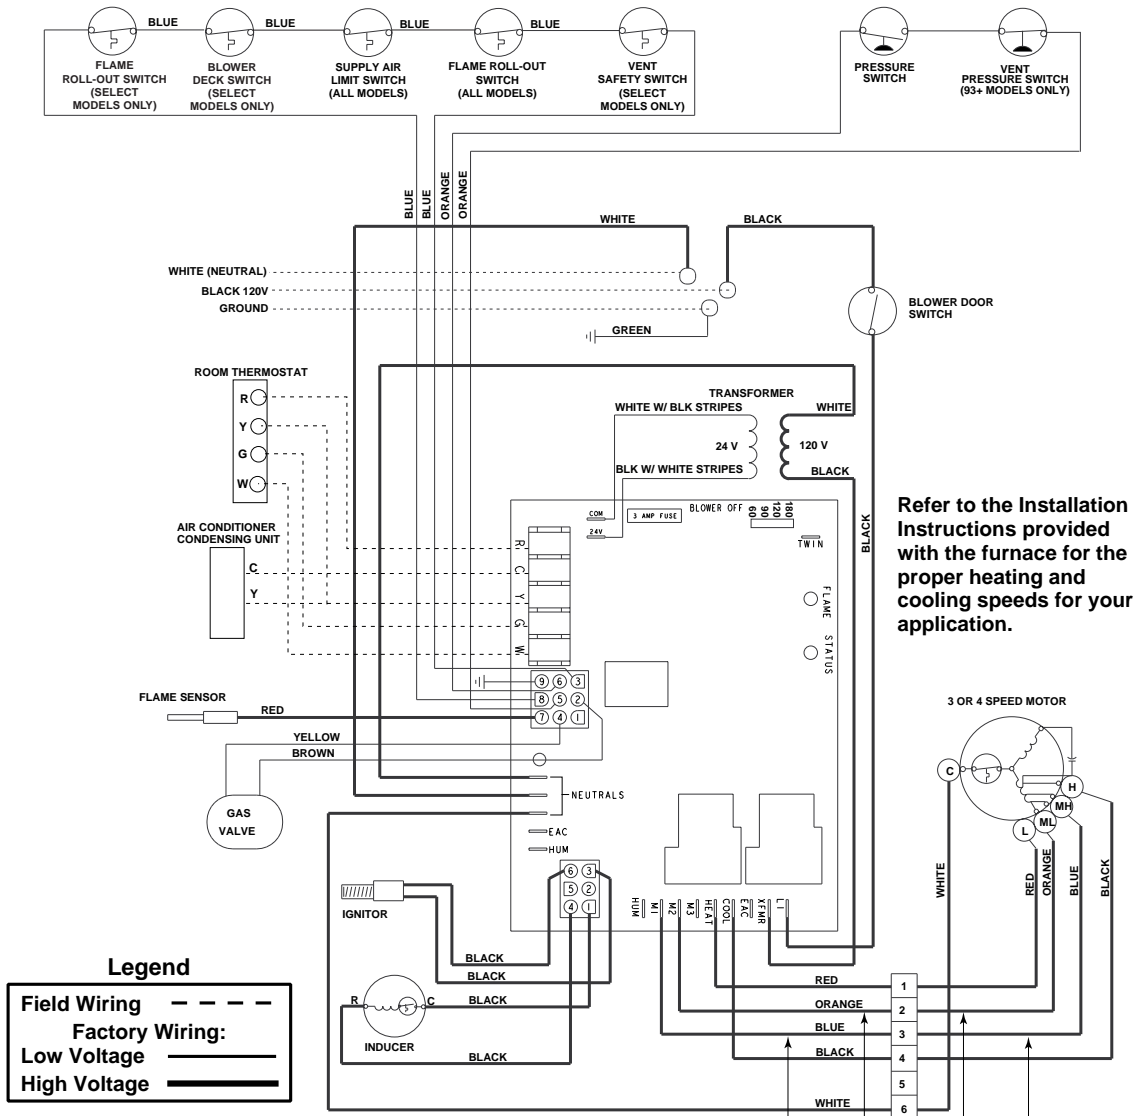 BLUE
BLUE
BLUE
BLUE
FLAME
ROLL-OUT SWITCH
(SELECT
MODELS ONLY)
BLOWER
DECK SWITCH
(SELECT
MODELS ONLY)
SUPPLY AIR
LIMIT SWITCH
(ALL MODELS)
FLAME ROLL-OUT
SWITCH
(ALL MODELS)
VENT
SAFETY SWITCH
(SELECT
MODELS ONLY)
PRESSURE
SWITCH
VENT
PRESSURE SWITCH
(93+ MODELS ONLY)
BLUE
BLUE
ORANGE
ORANGE
WHITE
BLACK
WHITE (NEUTRAL)
BLACK 120V
GROUND
GREEN
BLOWER DOOR
SWITCH
ROOM THERMOSTAT
R
Y
G
W
TRANSFORMER
WHITE W/ BLK STRIPES
WHITE
24 V
120 V
BLK W/ WHITE STRIPES
BLACK
BLACK
AIR CONDITIONER
CONDENSING UNIT
C
Y
COM
24V
3 AMP FUSE
BLOWER OFF
60
90
120
180
TWIN
R
C
Y
G
W
FLAME
STATUS
Refer to the Installation
Instructions provided
with the furnace for the
proper heating and
cooling speeds for your
application.
9 6 3
8 5 2
7 4 1
FLAME SENSOR
RED
YELLOW
BROWN
GAS
VALVE
NEUTRALS
EAC
HUM
3 OR 4 SPEED MOTOR
C
H
MH
ML
L
WHITE
RED
ORANGE
BLUE
BLACK
6 3
5 2
4 1
IGNITOR
HUM
M1
M2
M3
HEAT
COOL
EAC
XFMR
L1
BLACK
BLACK
R
C
BLACK
INDUCER
BLACK
RED
1
ORANGE
2
BLUE
3
BLACK
4
5
WHITE
6
Legend
Field Wiring
Factory Wiring:
Low Voltage
High Voltage